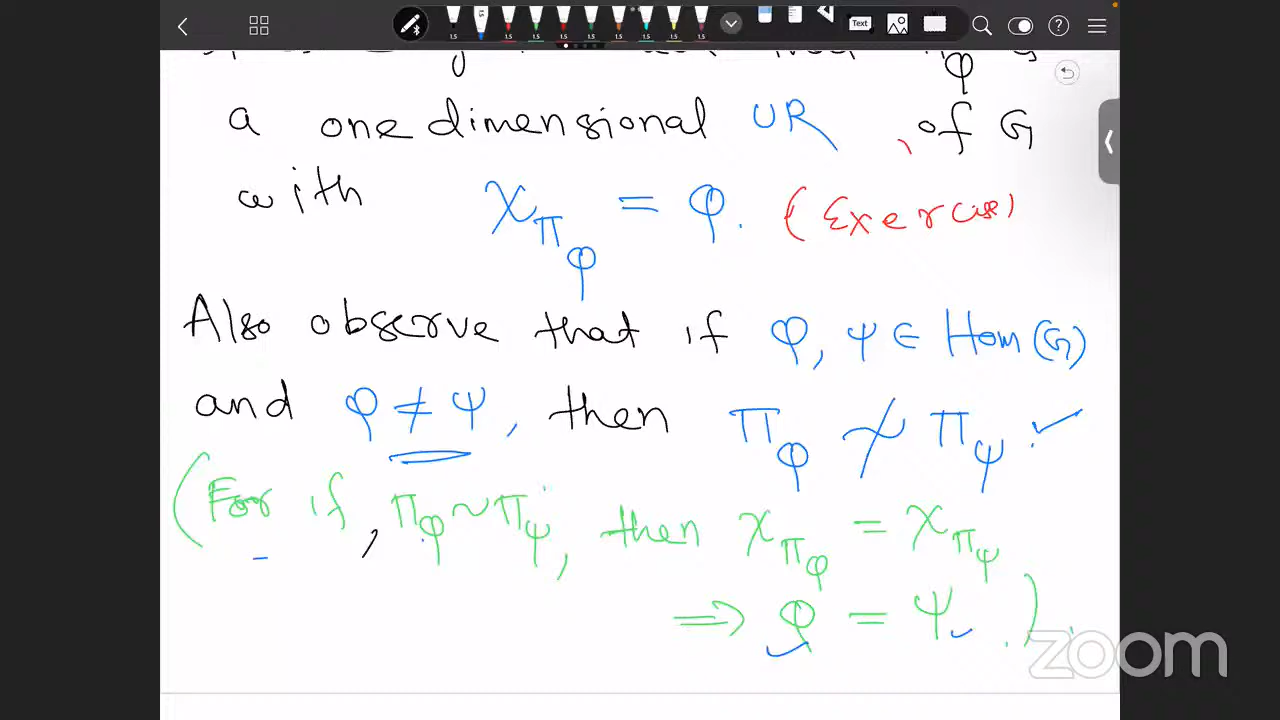 a one dimensional UR, of G
with χ_{π_φ} = φ. (Exercise)
Also observe that if φ, ψ ∈ Hom(G)
and φ ≠ ψ, then π_φ ≁ π_ψ. ✓
(For if, π_φ ~ π_ψ, then χ_{π_φ} = χ_{π_ψ}
⟹ φ = ψ.)
zoom